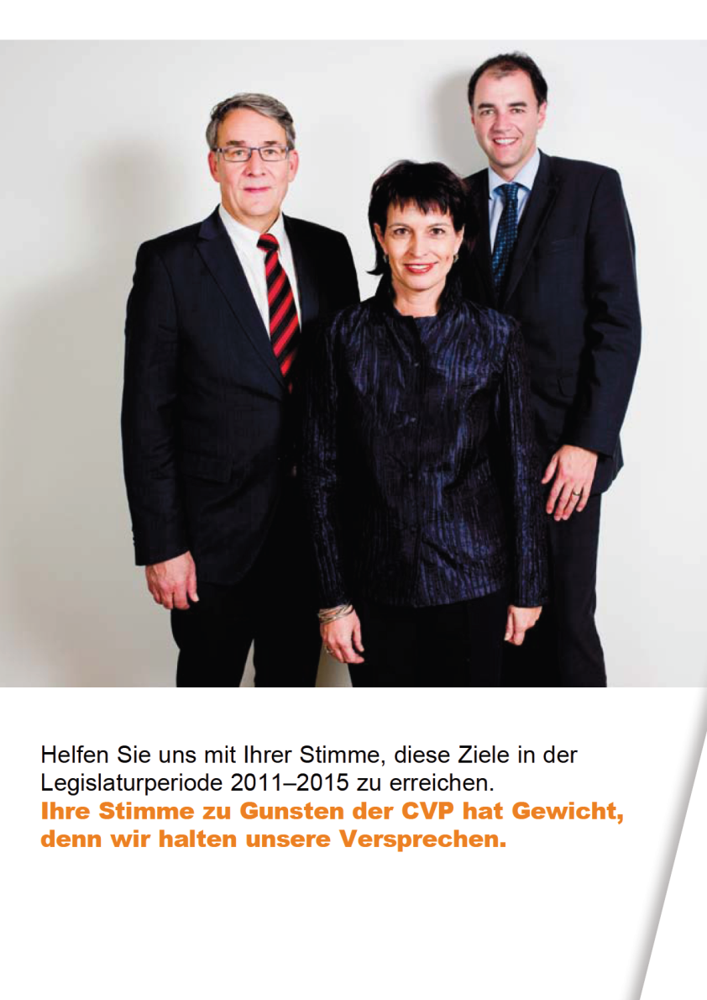 Helfen Sie uns mit Ihrer Stimme, diese Ziele in der
Legislaturperiode 2011–2015 zu erreichen.
Ihre Stimme zu Gunsten der CVP hat Gewicht,
denn wir halten unsere Versprechen.